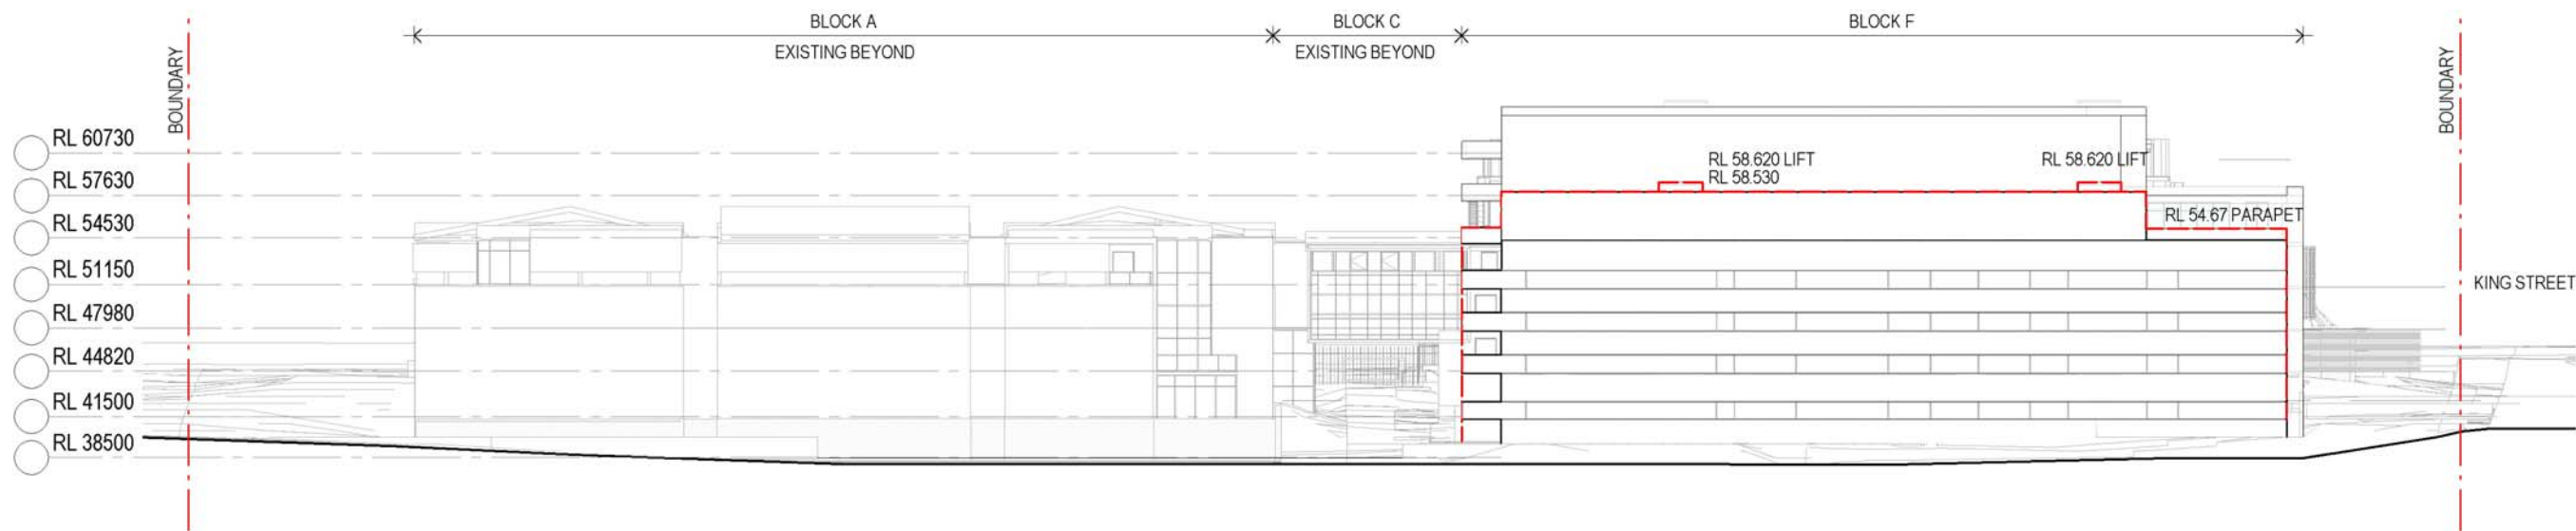 BLOCK A
BLOCK C
BLOCK F
EXISTING BEYOND
EXISTING BEYOND
BOUNDARY
BOUNDARY
RL 60730
RL 58.620 LIFT
RL 58.620 LIFT
RL 58.530
RL 57630
RL 54.67 PARAPET
RL 54530
RL 51150
KING STREET
RL 47980
RL 44820
RL 41500
RL 38500